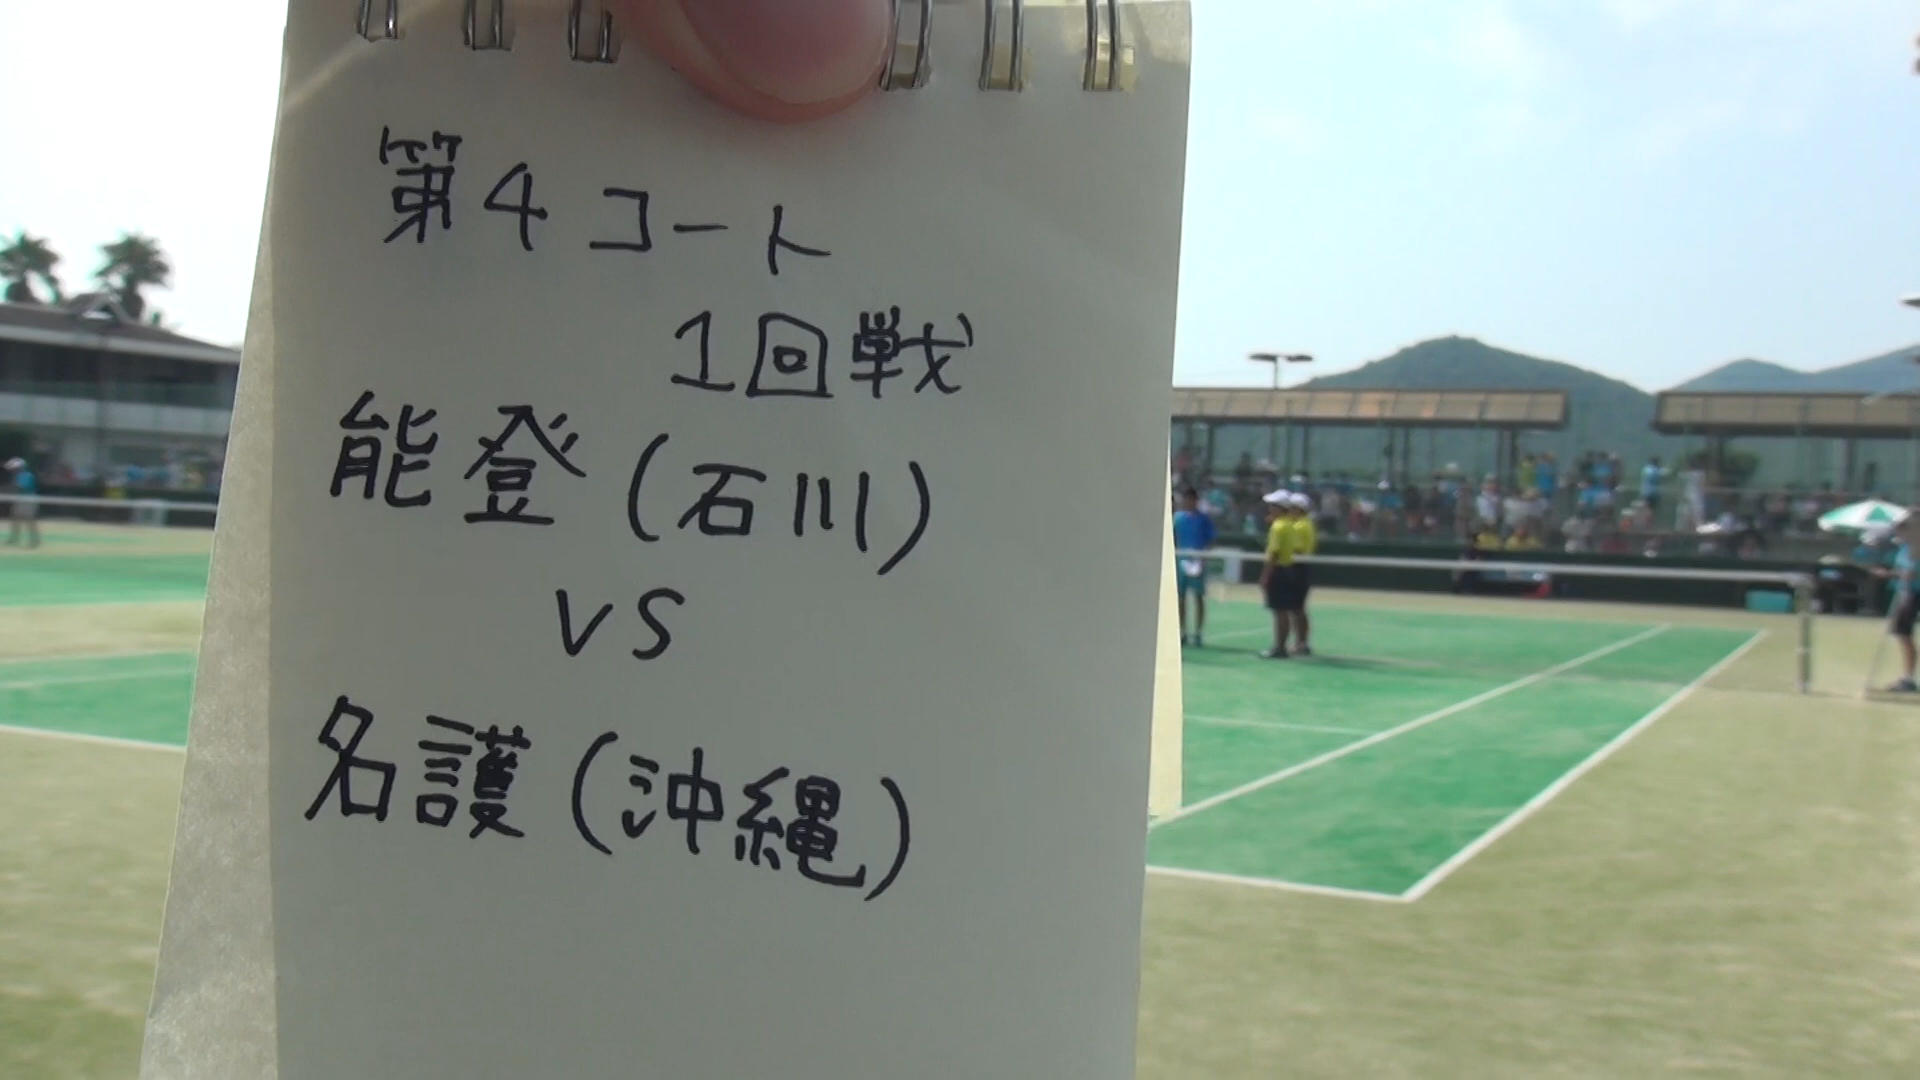 第4コート
1回戦
能登(石川)
vs
名護(沖縄)